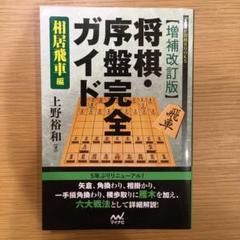 【増補改訂版】
将棋・
序盤完全
ガイド
相居飛車編
上野裕和
飛車
5年ぶりリニューアル！
矢倉、角換わり、相掛かり、
一手損角換わり、横歩取りに雁木を加え、
六大戦法として詳細解説！
マイナビ